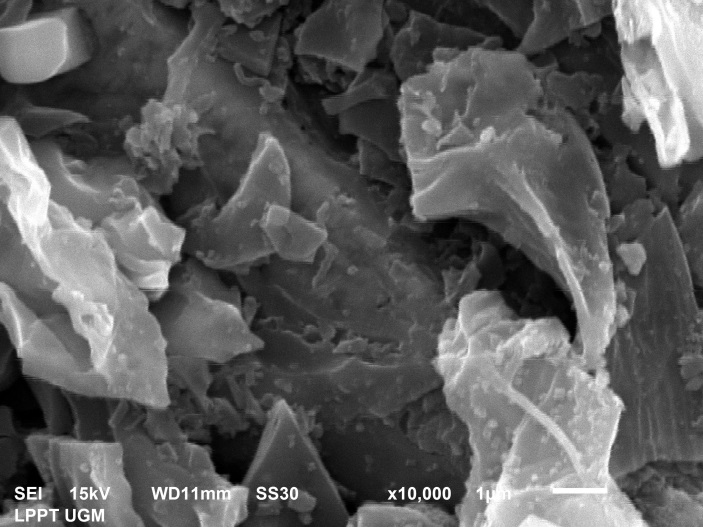 SEI 15kV WD11mm SS30 x10,000 1μm
LPPT UGM